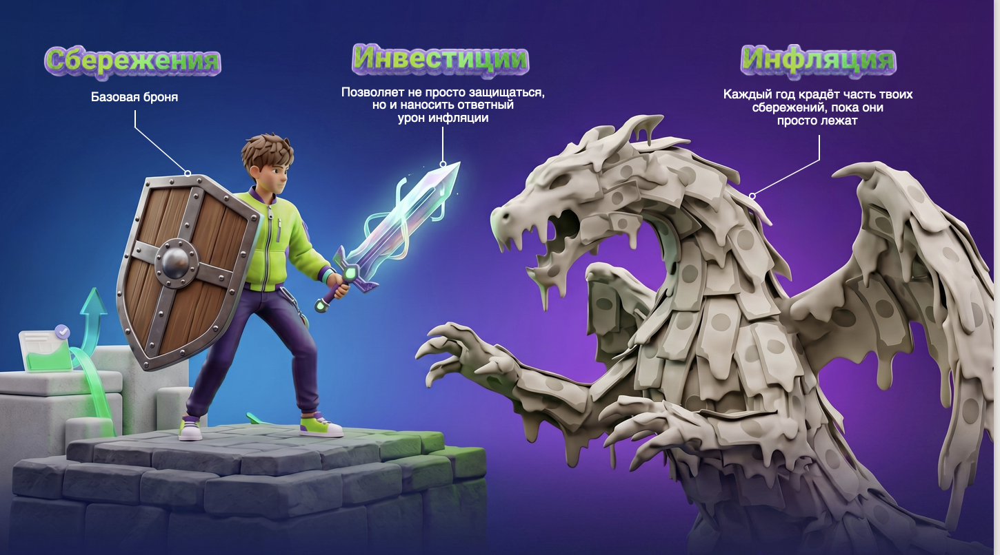 Сбережения
Базовая броня
Инвестиции
Позволяет не просто защищаться,
но и наносить ответный
урон инфляции
Инфляция
Каждый год крадёт часть твоих
сбережений, пока они
просто лежат